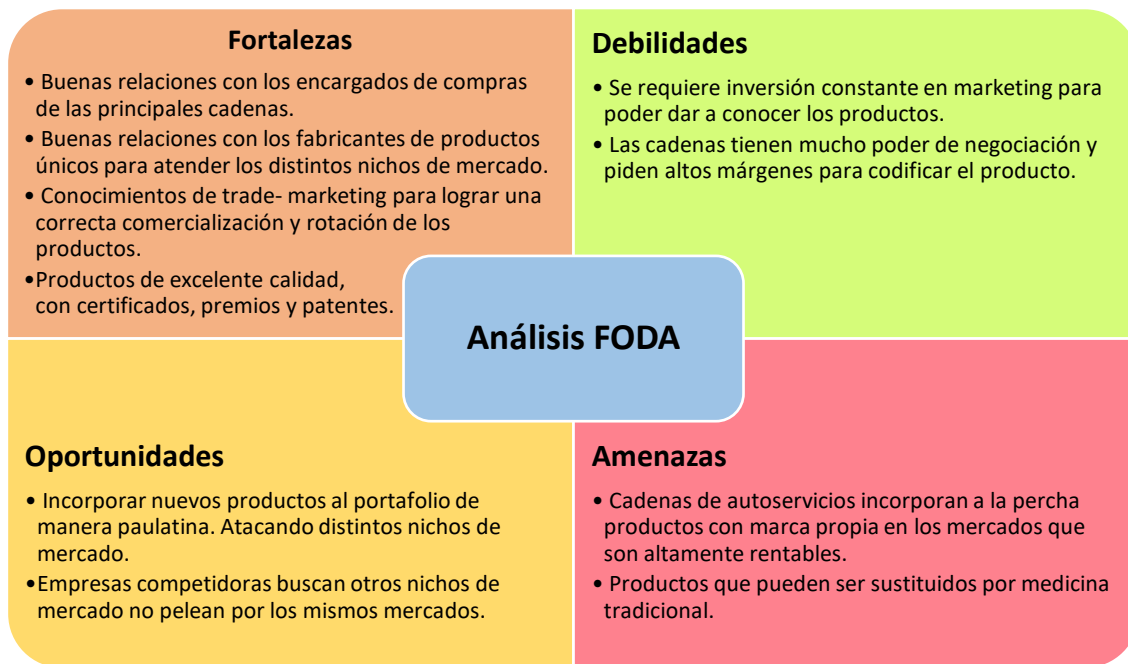 Fortalezas
• Buenas relaciones con los encargados de compras
de las principales cadenas.
• Buenas relaciones con los fabricantes de productos
únicos para atender los distintos nichos de mercado.
• Conocimientos de trade- marketing para lograr una
correcta comercialización y rotación de los
productos.
•Productos de excelente calidad,
con certificados, premios y patentes.
Debilidades
• Se requiere inversión constante en marketing para
poder dar a conocer los productos.
• Las cadenas tienen mucho poder de negociación y
piden altos márgenes para codificar el producto.
Análisis FODA
Oportunidades
• Incorporar nuevos productos al portafolio de
manera paulatina. Atacando distintos nichos de
mercado.
•Empresas competidoras buscan otros nichos de
mercado no pelean por los mismos mercados.
Amenazas
• Cadenas de autoservicios incorporan a la percha
productos con marca propia en los mercados que
son altamente rentables.
• Productos que pueden ser sustituidos por medicina
tradicional.